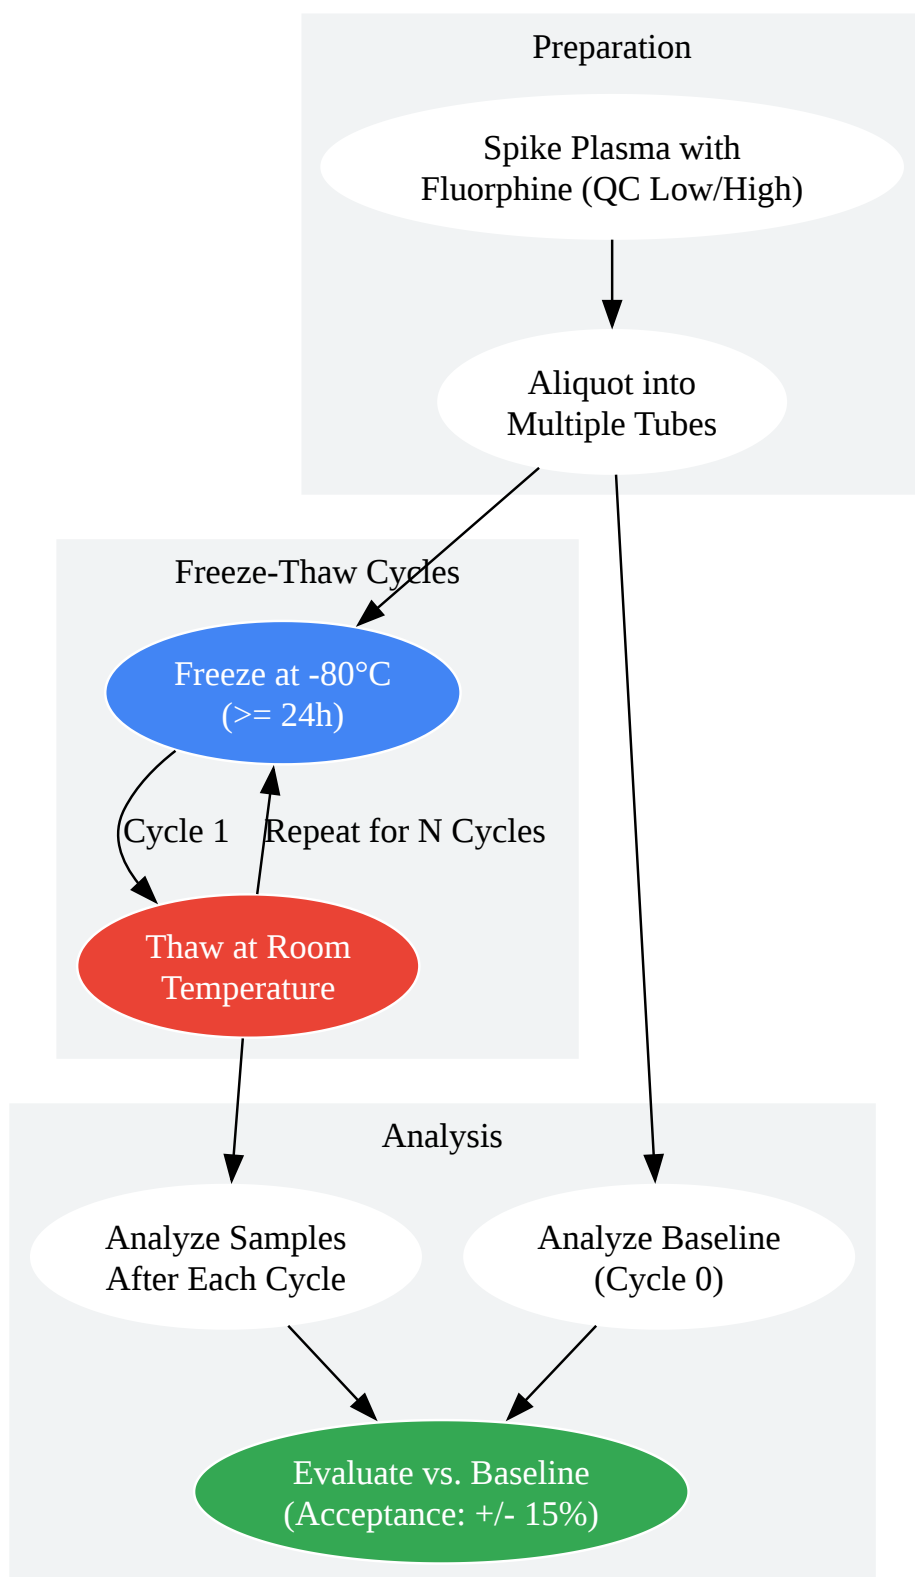 Preparation
Spike Plasma with
Fluorphine (QC Low/High)
Aliquot into
Multiple Tubes
Freeze-Thaw Cycles
Freeze at -80°C
(>= 24h)
Cycle 1
Repeat for N Cycles
Thaw at Room
Temperature
Analysis
Analyze Samples
After Each Cycle
Analyze Baseline
(Cycle 0)
Evaluate vs. Baseline
(Acceptance: +/- 15%)